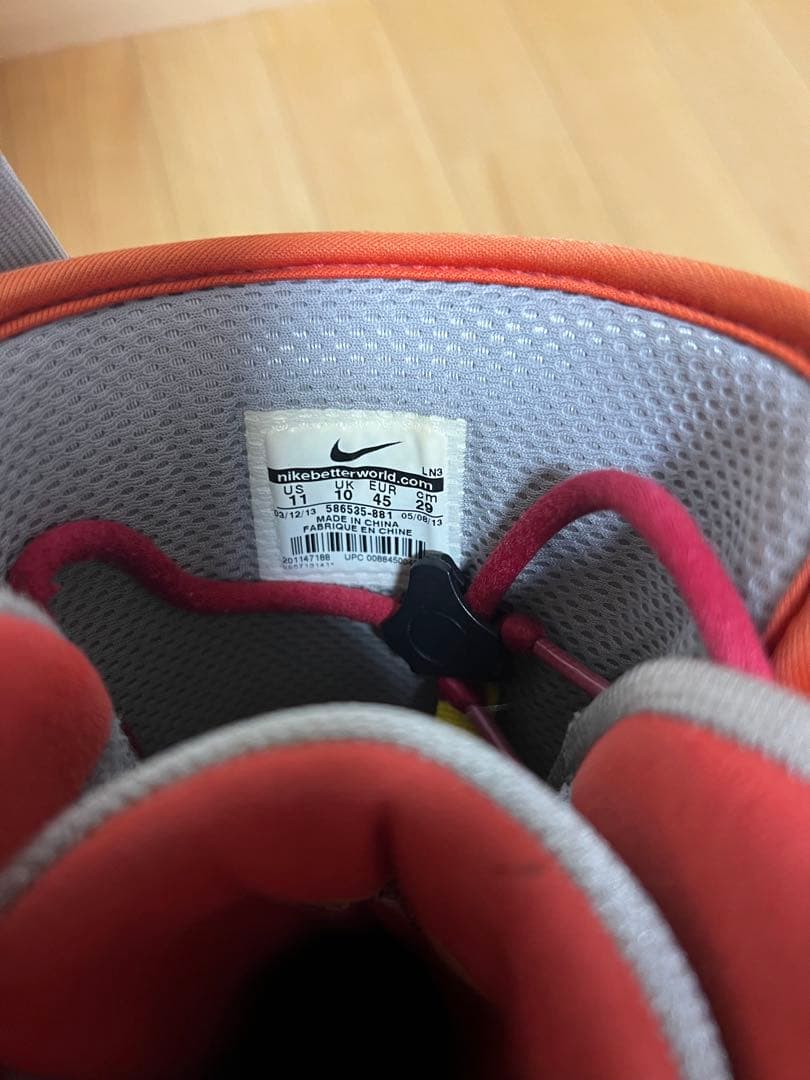 LN3
nikebetterworld.com
US UK EUR cm
11 10 45 29
03/12/13 586535-881 05/08/13
MADE IN CHINA
FABRIQUE EN CHINE
UPC